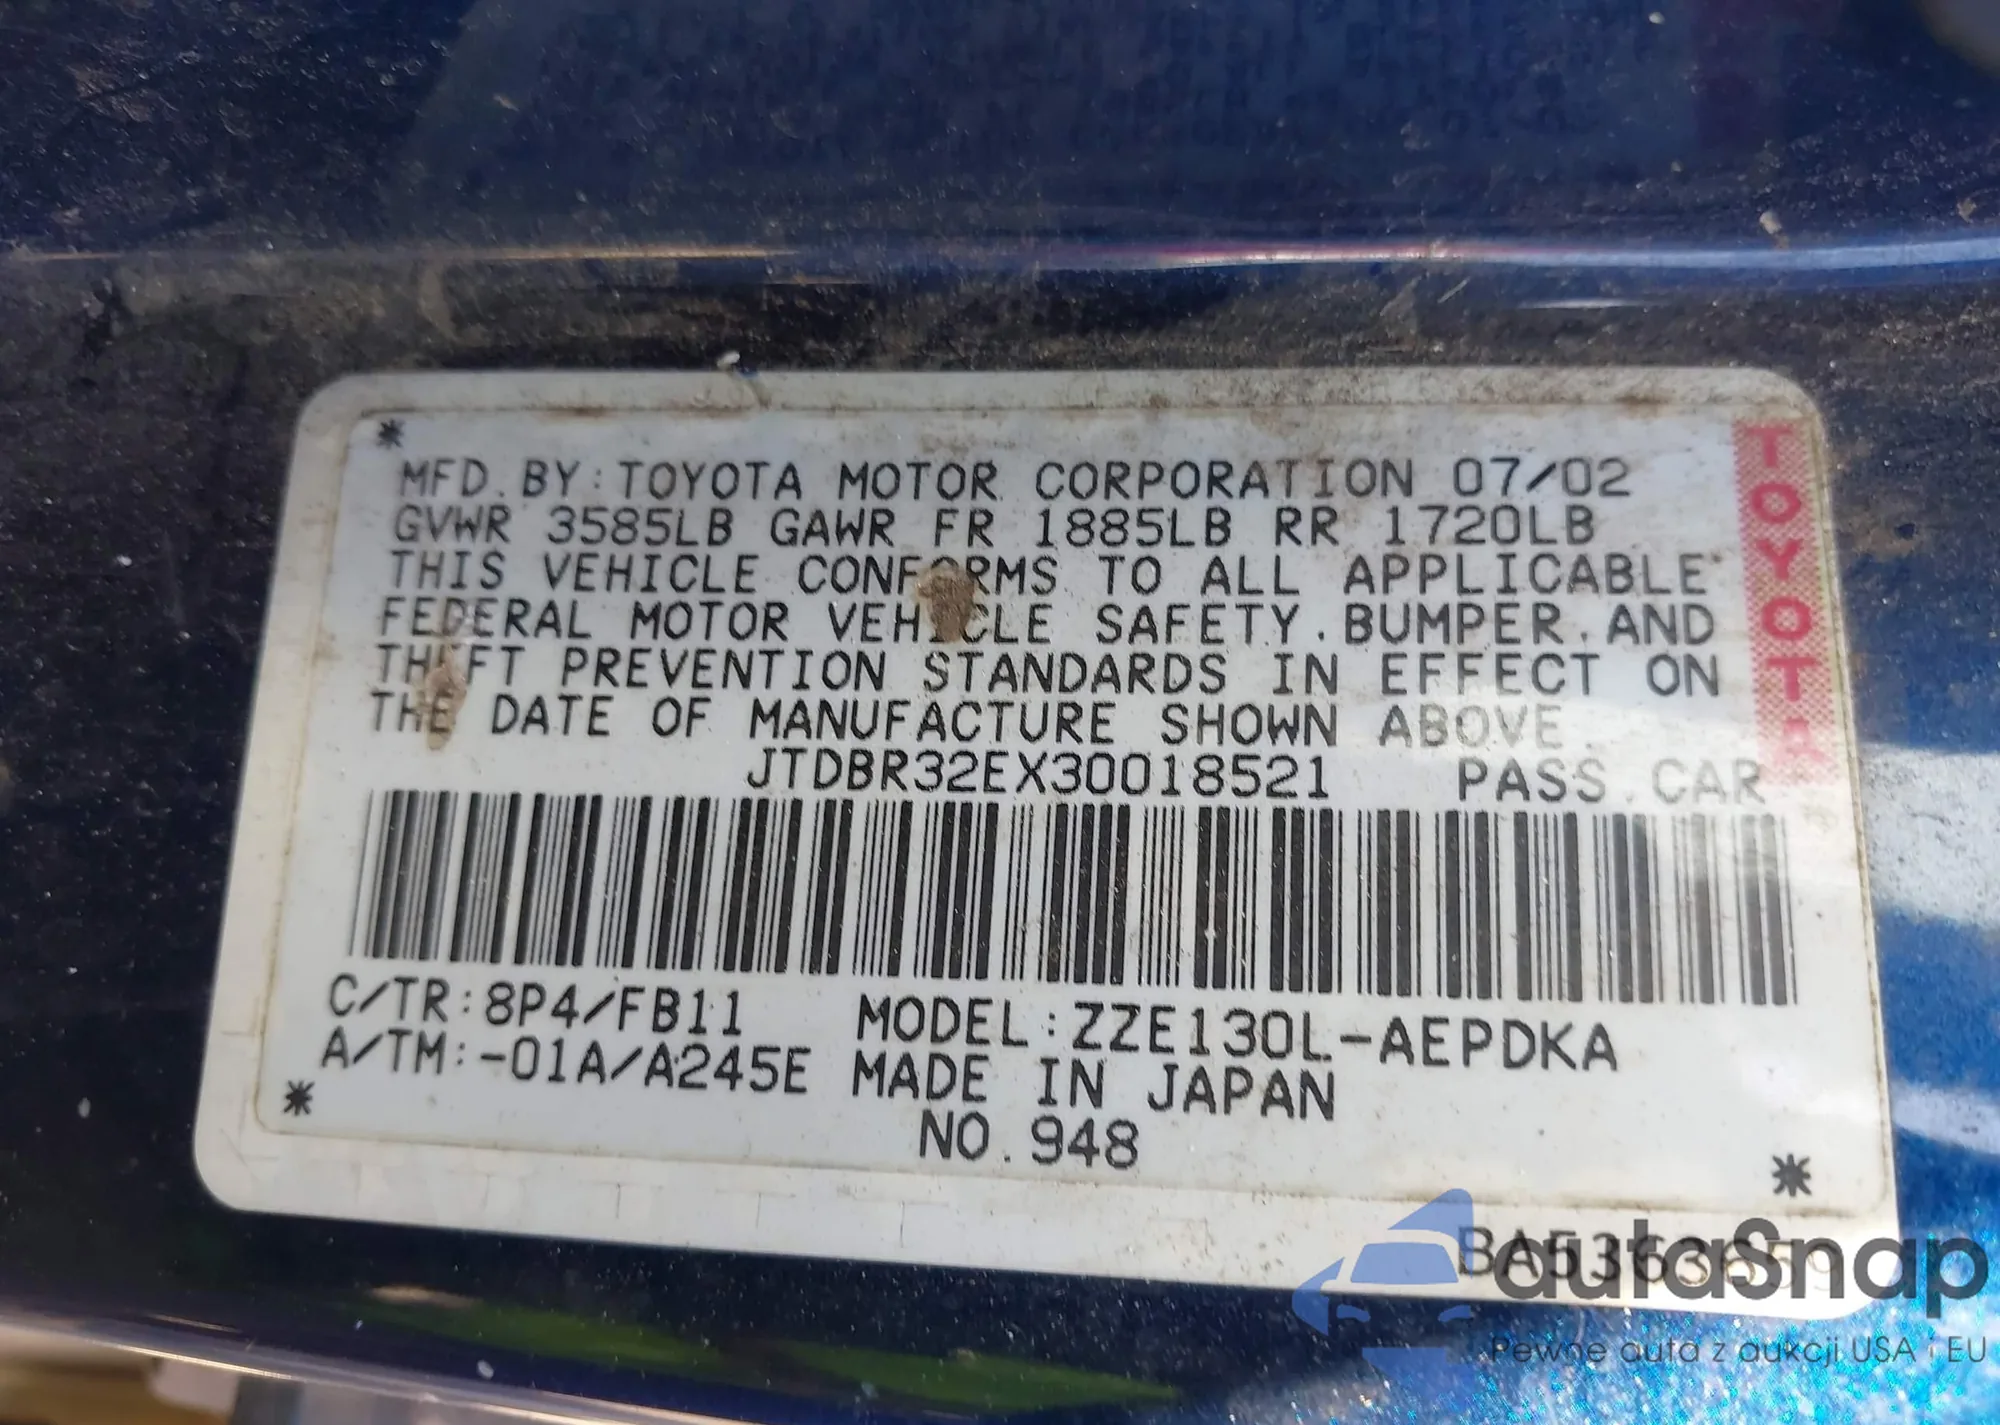 MFD. BY: TOYOTA MOTOR CORPORATION 07/02
GVWR 3585LB GAWR FR 1885LB RR 1720LB
THIS VEHICLE CONFORMS TO ALL APPLICABLE
FEDERAL MOTOR VEHICLE SAFETY. BUMPER. AND
THEFT PREVENTION STANDARDS IN EFFECT ON
THE DATE OF MANUFACTURE SHOWN ABOVE.
JTDBR32EX30018521 PASS. CAR
TOYOTA
C/TR: 8P4/FB11 MODEL: ZZE130L-AEPDKA
A/TM: -01A/A245E MADE IN JAPAN
NO. 948
autaSnap
Pewne auta z aukcji USA i EU